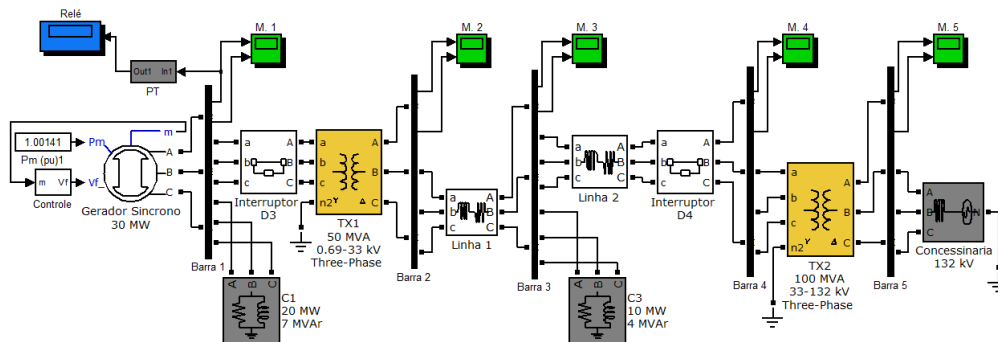 Relé
M. 1
M. 2
M. 3
M. 4
M. 5
Out1 In1
PT
m
1.00141
Pm
Pm (pu)1
m Vf
Vf_
Controle
A
B
C
Gerador Sincrono
30 MW
Barra 1
a A
b B
c C
Interruptor
D3
a A
b B
c C
n2 Y Δ
TX1
50 MVA
0.69-33 kV
Three-Phase
Barra 2
a A
b B
c C
Linha 1
Barra 3
a A
b B
c C
Linha 2
a A
b B
c C
Interruptor
D4
Barra 4
a A
b B
c C
n2 Y Δ
TX2
100 MVA
33-132 kV
Three-Phase
Barra 5
A
B N
C
Concessinaria
132 kV
A B C
C1
20 MW
7 MVAr
A B C
C3
10 MW
4 MVAr